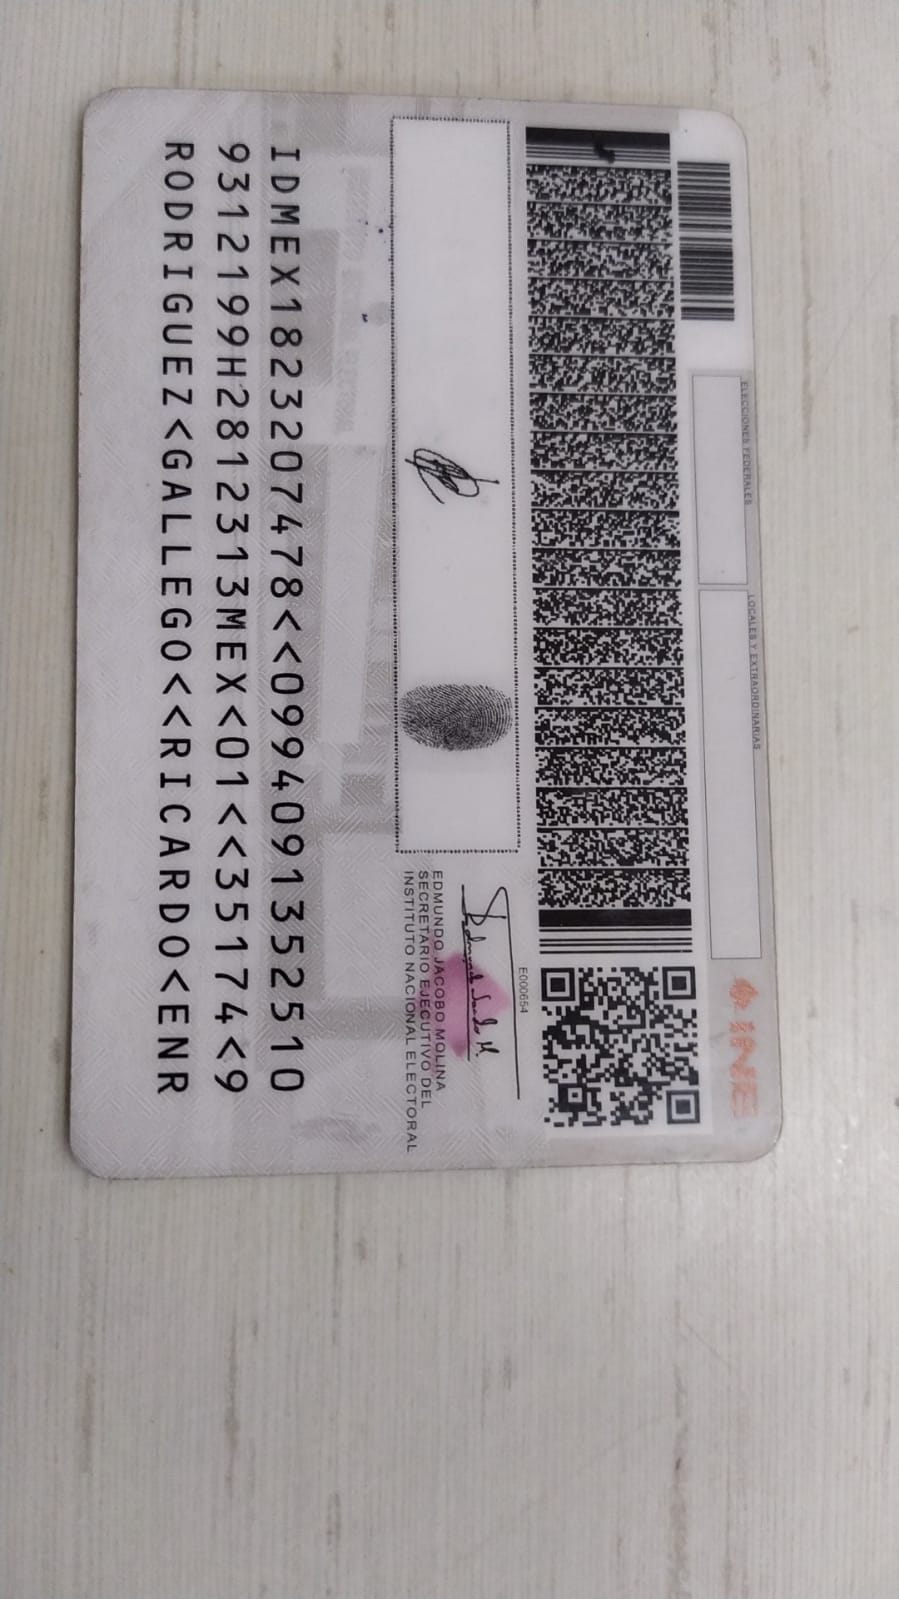 ELECCIONES FEDERALES
LOCALES Y EXTRAORDINARIAS
INE
E000654
EDMUNDO JACOBO MOLINA
SECRETARIO EJECUTIVO DEL
INSTITUTO NACIONAL ELECTORAL
IDMEX1823207478<<0994091352510
9312199H2812313MEX<01<<35174<9
RODRIGUEZ<GALLEGO<<RICARDO<ENR